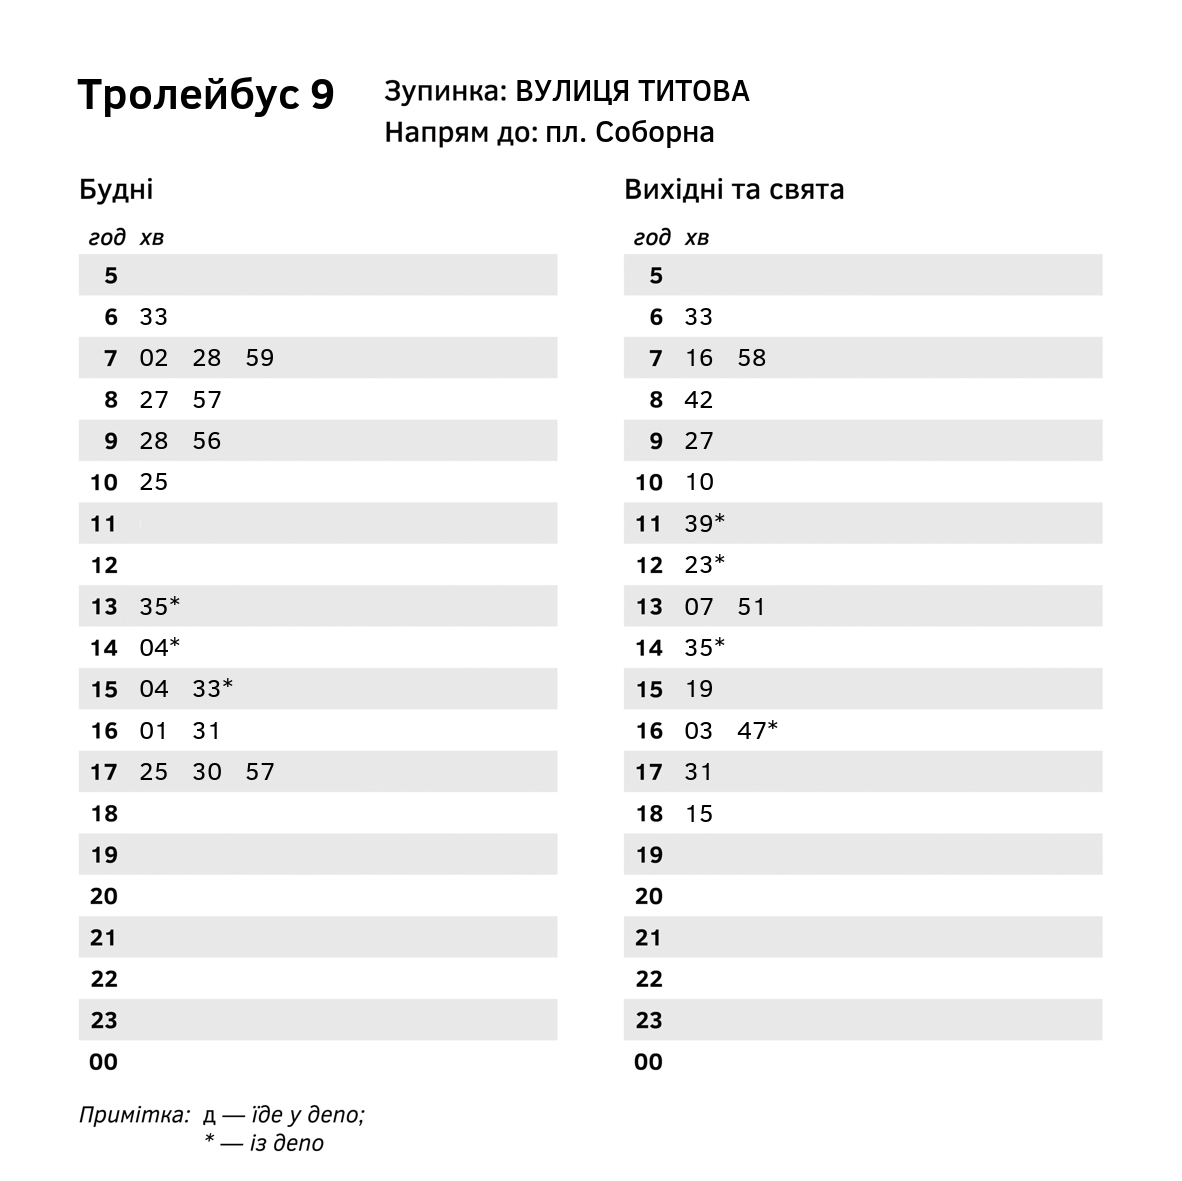 Тролейбус 9
Зупинка: ВУЛИЦЯ ТИТОВА
Напрям до: пл. Соборна
Будні
год хв
5
6 33
7 02 28 59
8 27 57
9 28 56
10 25
11
12
13 35*
14 04*
15 04 33*
16 01 31
17 25 30 57
18
19
20
21
22
23
00
Вихідні та свята
год хв
5
6 33
7 16 58
8 42
9 27
10 10
11 39*
12 23*
13 07 51
14 35*
15 19
16 03 47*
17 31
18 15
19
20
21
22
23
00
Примітка: д — їде у депо;
* — із депо